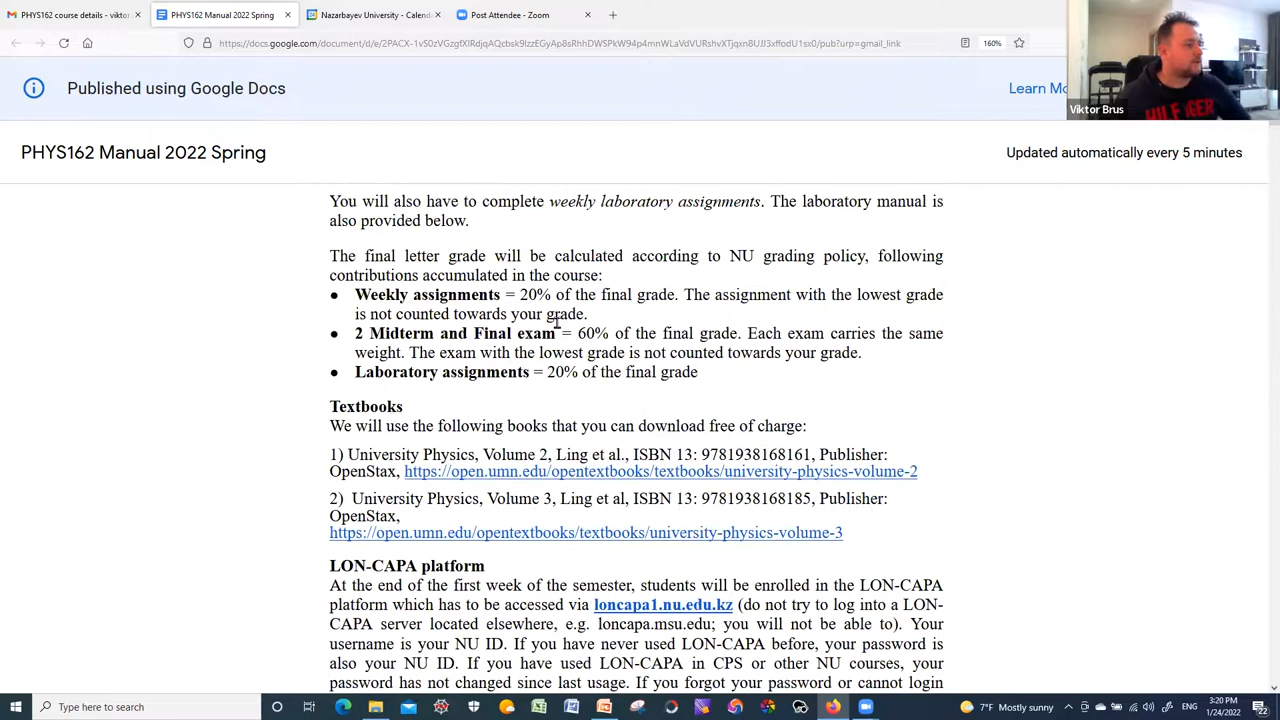 PHYS162 course details - viktor
PHYS162 Manual 2022 Spring
Nazarbayev University - Calend
Post Attendee - Zoom
160%
Published using Google Docs
Learn Mo
Viktor Brus
PHYS162 Manual 2022 Spring
Updated automatically every 5 minutes
You will also have to complete weekly laboratory assignments. The laboratory manual is
also provided below.
The final letter grade will be calculated according to NU grading policy, following
contributions accumulated in the course:
● Weekly assignments = 20% of the final grade. The assignment with the lowest grade
is not counted towards your grade.
● 2 Midterm and Final exam = 60% of the final grade. Each exam carries the same
weight. The exam with the lowest grade is not counted towards your grade.
● Laboratory assignments = 20% of the final grade
Textbooks
We will use the following books that you can download free of charge:
1) University Physics, Volume 2, Ling et al., ISBN 13: 9781938168161, Publisher:
OpenStax, https://open.umn.edu/opentextbooks/textbooks/university-physics-volume-2
2) University Physics, Volume 3, Ling et al, ISBN 13: 9781938168185, Publisher:
OpenStax,
https://open.umn.edu/opentextbooks/textbooks/university-physics-volume-3
LON-CAPA platform
At the end of the first week of the semester, students will be enrolled in the LON-CAPA
platform which has to be accessed via loncapa1.nu.edu.kz (do not try to log into a LON-
CAPA server located elsewhere, e.g. loncapa.msu.edu; you will not be able to). Your
username is your NU ID. If you have never used LON-CAPA before, your password is
also your NU ID. If you have used LON-CAPA in CPS or other NU courses, your
password has not changed since last usage. If you forgot your password or cannot login
Type here to search
7°F Mostly sunny
ENG
3:20 PM
1/24/2022
22